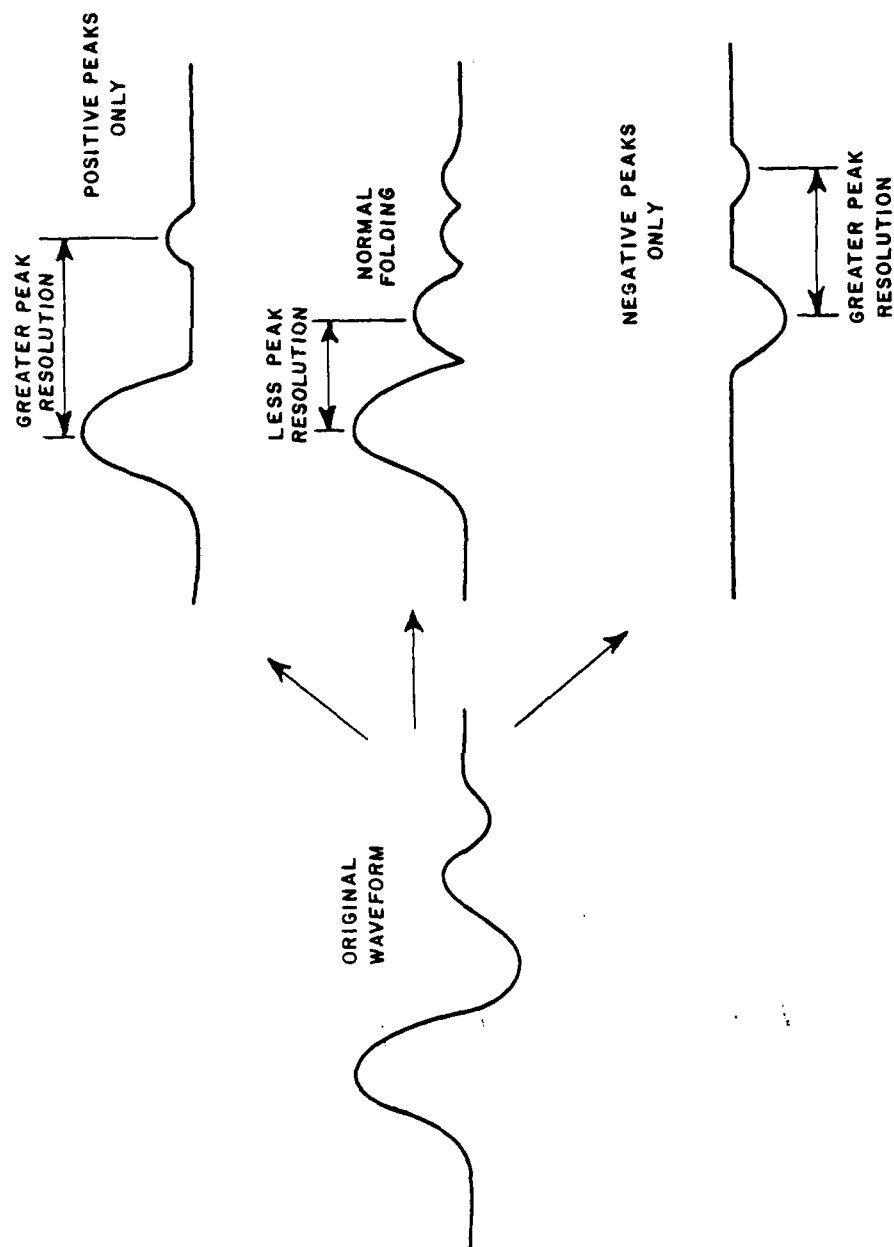 ORIGINAL
WAVEFORM
GREATER PEAK
RESOLUTION
POSITIVE PEAKS
ONLY
LESS PEAK
RESOLUTION
NORMAL
FOLDING
NEGATIVE PEAKS
ONLY
GREATER PEAK
RESOLUTION